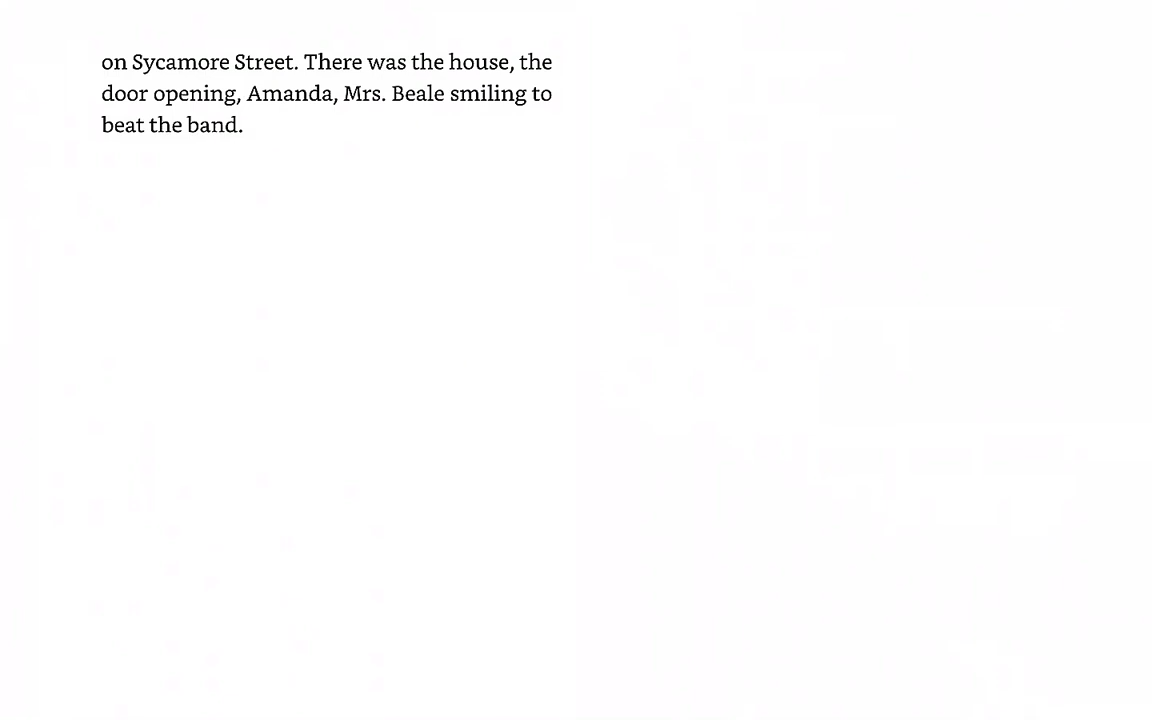 on Sycamore Street. There was the house, the
door opening, Amanda, Mrs. Beale smiling to
beat the band.